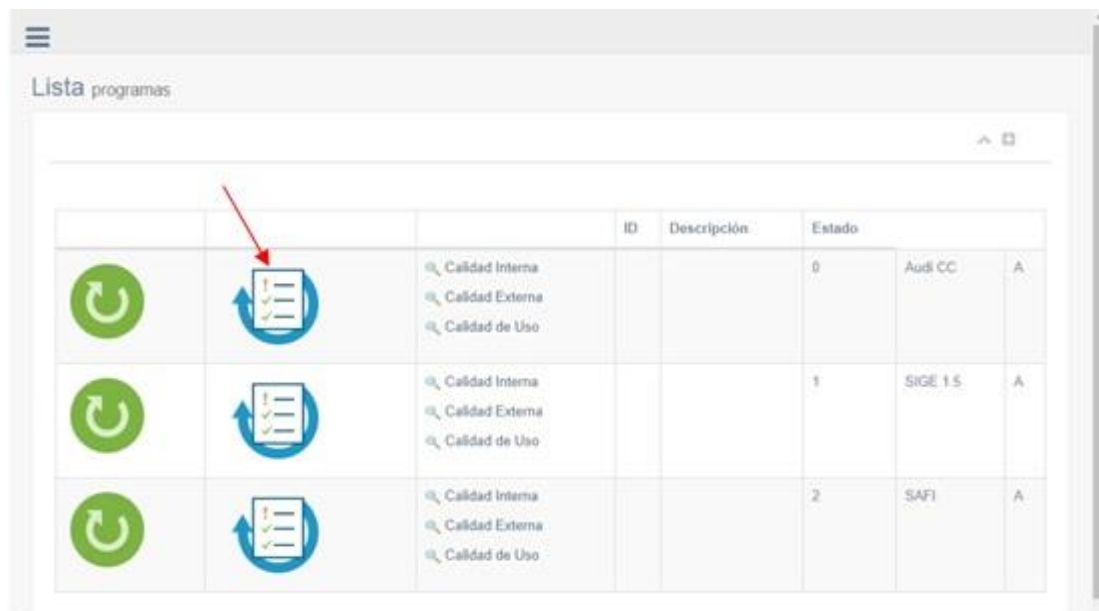 Lista programas
ID Descripción Estado
Calidad Interna 0 Audi CC A
Calidad Externa
Calidad de Uso
Calidad Interna 1 SIGE 1.5 A
Calidad Externa
Calidad de Uso
Calidad Interna 2 SAFI A
Calidad Externa
Calidad de Uso